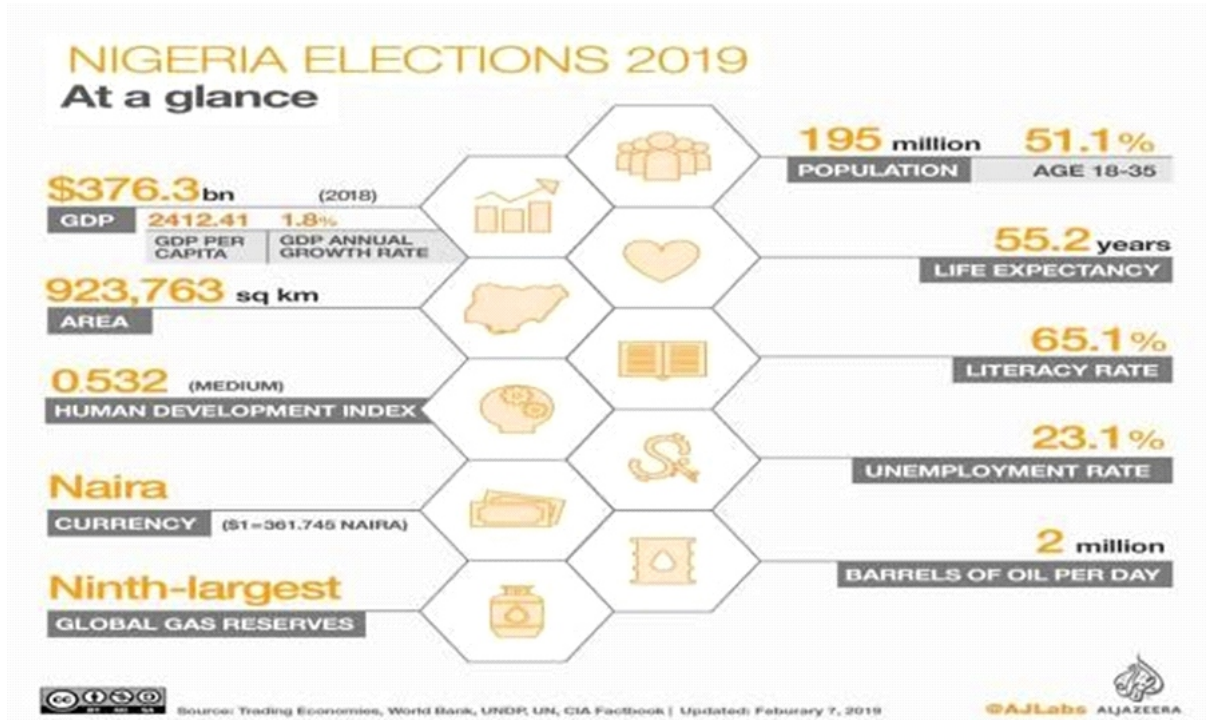 NIGERIA ELECTIONS 2019
At a glance
$376.3bn (2018)
GDP
2412.41 1.8%
GDP PER CAPITA
GDP ANNUAL GROWTH RATE
923,763 sq km
AREA
0.532 (MEDIUM)
HUMAN DEVELOPMENT INDEX
Naira
CURRENCY ($1=361.745 NAIRA)
Ninth-largest
GLOBAL GAS RESERVES
195 million 51.1%
POPULATION AGE 18-35
55.2 years
LIFE EXPECTANCY
65.1%
LITERACY RATE
23.1%
UNEMPLOYMENT RATE
2 million
BARRELS OF OIL PER DAY
Source: Trading Economies, World Bank, UNDP, UN, CIA Factbook | Updated: Feburary 7, 2019
@AJLabs ALJAZEERA